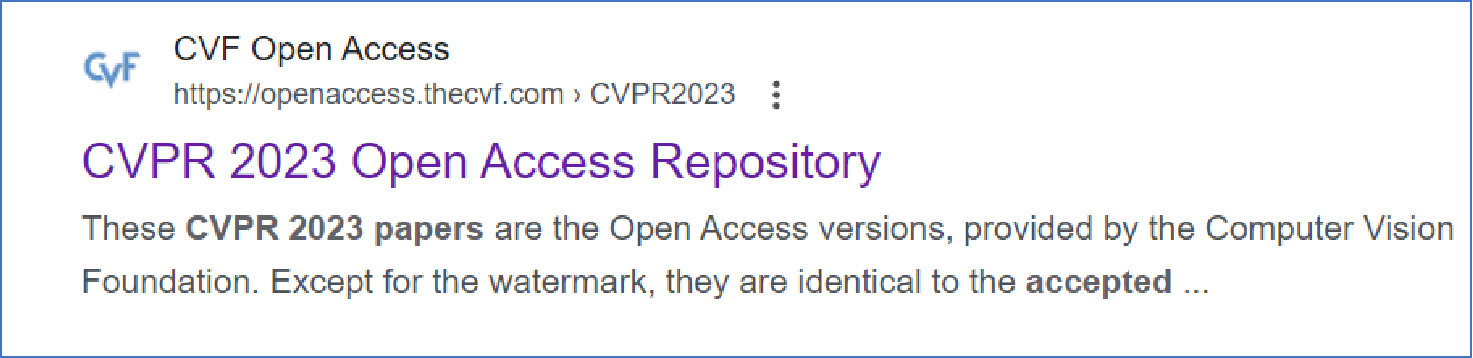 CVF
CVF Open Access
https://openaccess.thecvf.com › CVPR2023
CVPR 2023 Open Access Repository
These CVPR 2023 papers are the Open Access versions, provided by the Computer Vision
Foundation. Except for the watermark, they are identical to the accepted ...